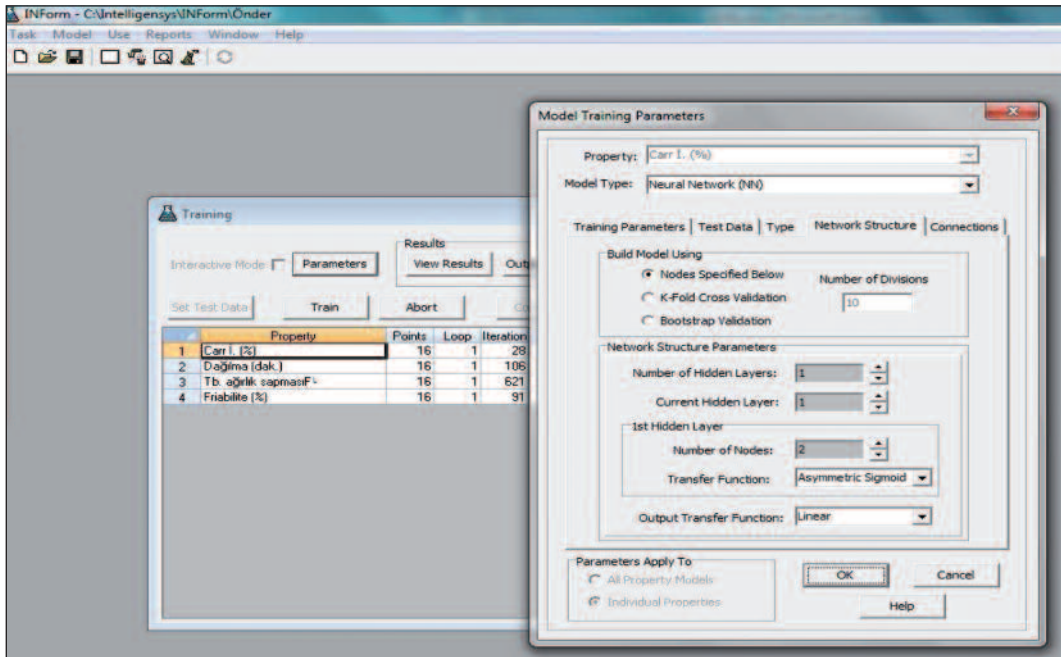 INForm - C:\Intelligensys\INForm\Önder
Task Model Use Reports Window Help
Training
Interactive Mode Parameters
Results
View Results
Set Test Data Train Abort
Property Points Loop Iteration
1 Carr I. (%) 16 1 28
2 Dağılma (dak.) 16 1 106
3 Tb. ağırlık sapması 16 1 621
4 Friabilite (%) 16 1 91
Model Training Parameters
Property: Carr I. (%)
Model Type: Neural Network (NN)
Training Parameters Test Data Type Network Structure Connections
Build Model Using
Nodes Specified Below
K-Fold Cross Validation
Bootstrap Validation
Number of Divisions
10
Network Structure Parameters
Number of Hidden Layers: 1
Current Hidden Layer: 1
1st Hidden Layer
Number of Nodes: 2
Transfer Function: Asymmetric Sigmoid
Output Transfer Function: Linear
Parameters Apply To
All Property Models
Individual Properties
OK Cancel
Help